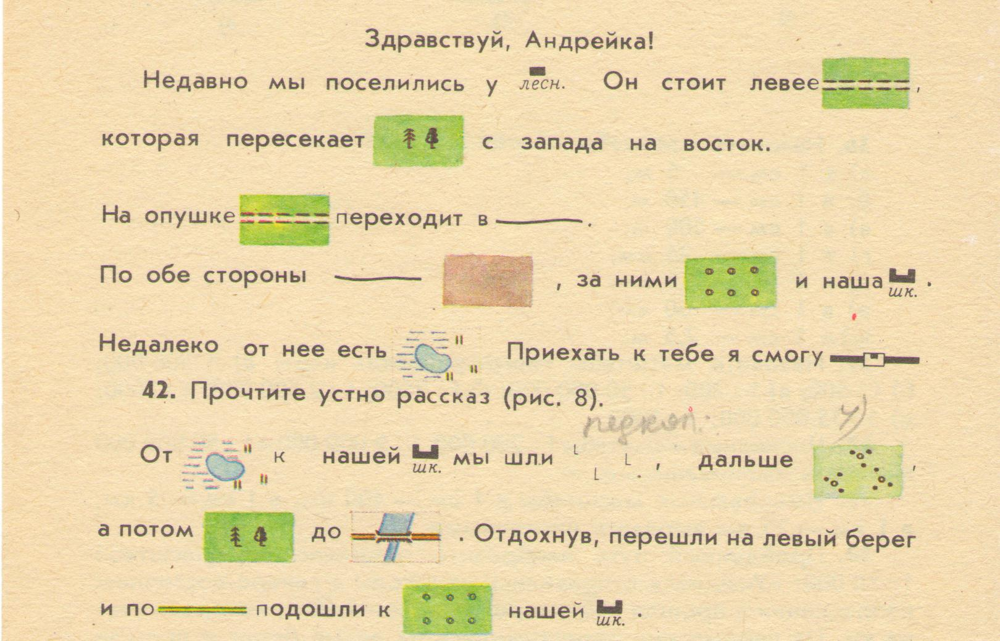 Здравствуй, Андрейка!
Недавно мы поселились у лесн. Он стоит левее ,
которая пересекает с запада на восток.
На опушке переходит в .
По обе стороны , за ними и наша шк. .
Недалеко от нее есть Приехать к тебе я смогу
42. Прочтите устно рассказ (рис. 8).
От к нашей шк. мы шли , дальше ,
а потом до . Отдохнув, перешли на левый берег
и по подошли к нашей шк. .